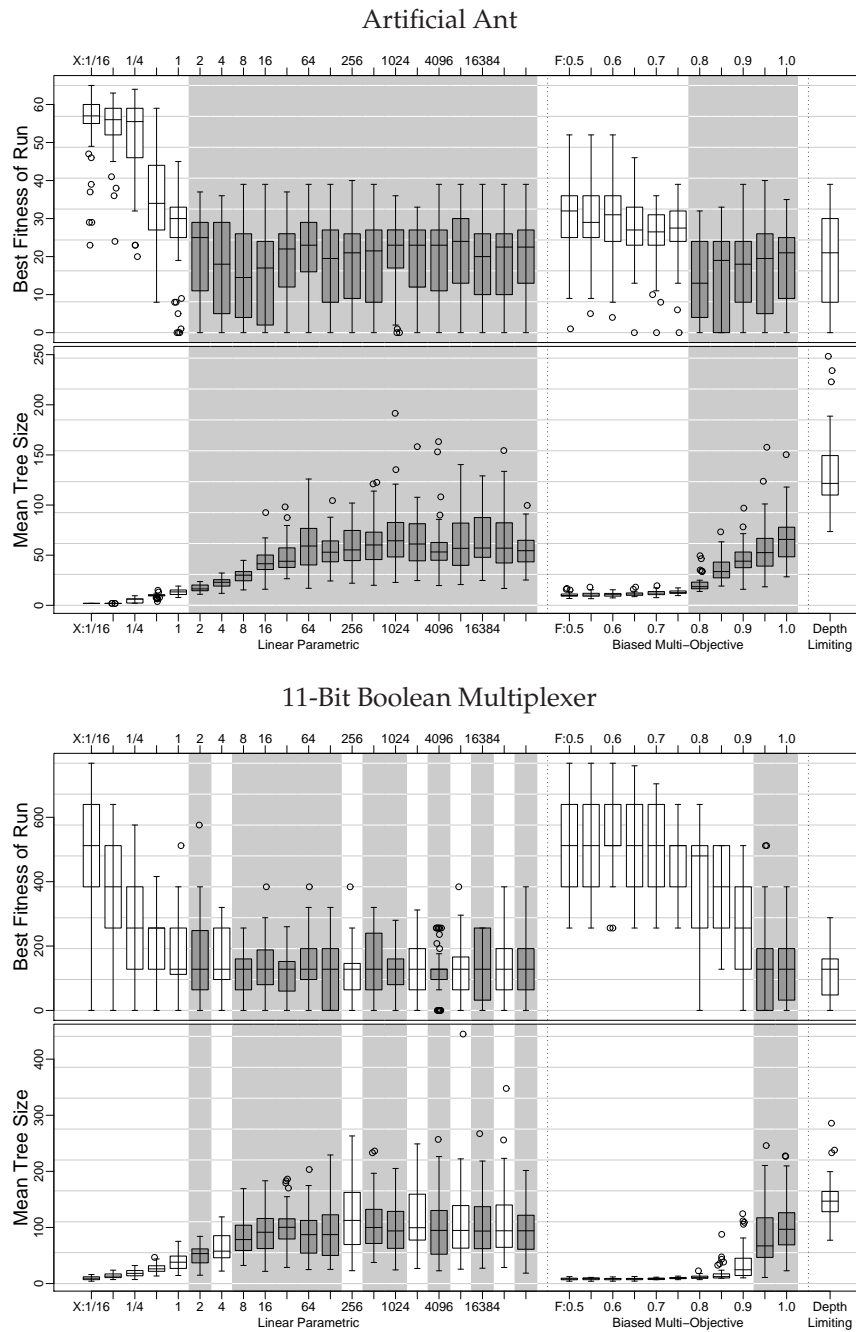 Artificial Ant
X:1/16 1/4 1 2 4 8 16 64 256 1024 4096 16384 F:0.5 0.6 0.7 0.8 0.9 1.0
Best Fitness of Run
60
50
40
30
20
10
0
Mean Tree Size
250
200
150
100
50
0
X:1/16 1/4 1 2 4 8 16 64 256 1024 4096 16384 F:0.5 0.6 0.7 0.8 0.9 1.0 Depth
Linear Parametric Biased Multi−Objective Limiting
11-Bit Boolean Multiplexer
X:1/16 1/4 1 2 4 8 16 64 256 1024 4096 16384 F:0.5 0.6 0.7 0.8 0.9 1.0
Best Fitness of Run
600
400
200
0
Mean Tree Size
400
300
200
100
0
X:1/16 1/4 1 2 4 8 16 64 256 1024 4096 16384 F:0.5 0.6 0.7 0.8 0.9 1.0 Depth
Linear Parametric Biased Multi−Objective Limiting